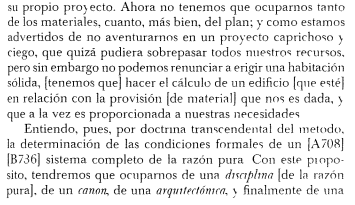 su propio proyecto. Ahora no tenemos que ocuparnos tanto
de los materiales, cuanto, más bien, del plan; y como estamos
advertidos de no aventurarnos en un proyecto caprichoso y
ciego, que quizá pudiera sobrepasar todos nuestros recursos,
pero sin embargo no podemos renunciar a erigir una habitación
sólida, [tenemos que] hacer el cálculo de un edificio [que esté]
en relación con la provisión [de material] que nos es dada, y
que a la vez es proporcionada a nuestras necesidades
Entiendo, pues, por doctrina transcendental del metodo,
la determinación de las condiciones formales de un [A708]
[B736] sistema completo de la razón pura Con este propo-
sito, tendremos que ocuparnos de una disciplina [de la razón
pura], de un canon, de una arquitectónica, y finalmente de una